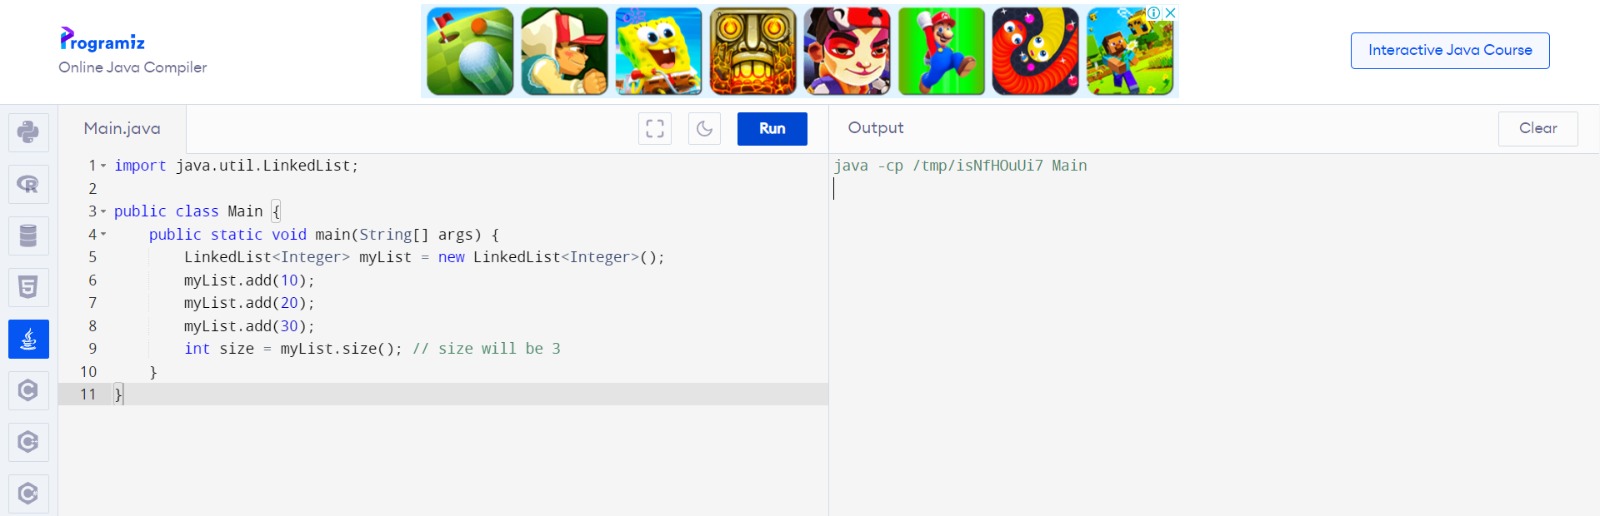 Programiz
Online Java Compiler
Interactive Java Course
Main.java
Run
Output
Clear
java -cp /tmp/isNfHOuUi7 Main
1 import java.util.LinkedList;
2
3 public class Main {
4     public static void main(String[] args) {
5         LinkedList<Integer> myList = new LinkedList<Integer>();
6         myList.add(10);
7         myList.add(20);
8         myList.add(30);
9         int size = myList.size(); // size will be 3
10     }
11 }